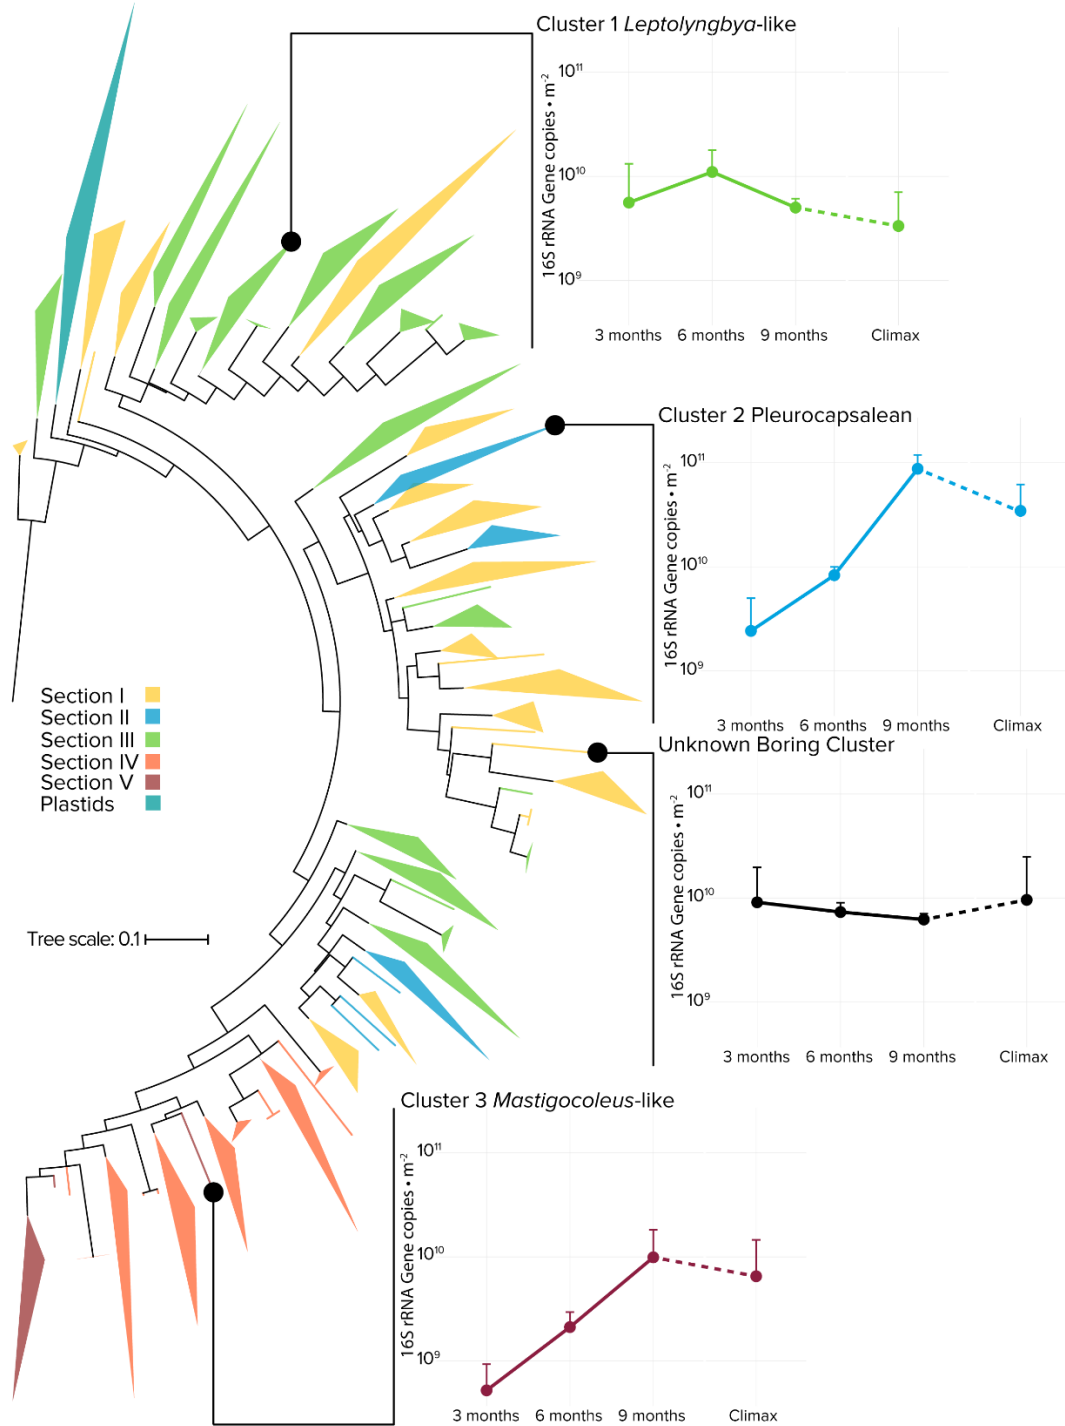 Cluster 1 Leptolyngbya-like
16S rRNA Gene copies • m⁻²
10¹¹
10¹⁰
10⁹
3 months 6 months 9 months Climax
Cluster 2 Pleurocapsalean
16S rRNA Gene copies • m⁻²
10¹¹
10¹⁰
10⁹
3 months 6 months 9 months Climax
Section I
Section II
Section III
Section IV
Section V
Plastids
Unknown Boring Cluster
16S rRNA Gene copies • m⁻²
10¹¹
10¹⁰
10⁹
3 months 6 months 9 months Climax
Tree scale: 0.1
Cluster 3 Mastigocoleus-like
16S rRNA Gene copies • m⁻²
10¹¹
10¹⁰
10⁹
3 months 6 months 9 months Climax